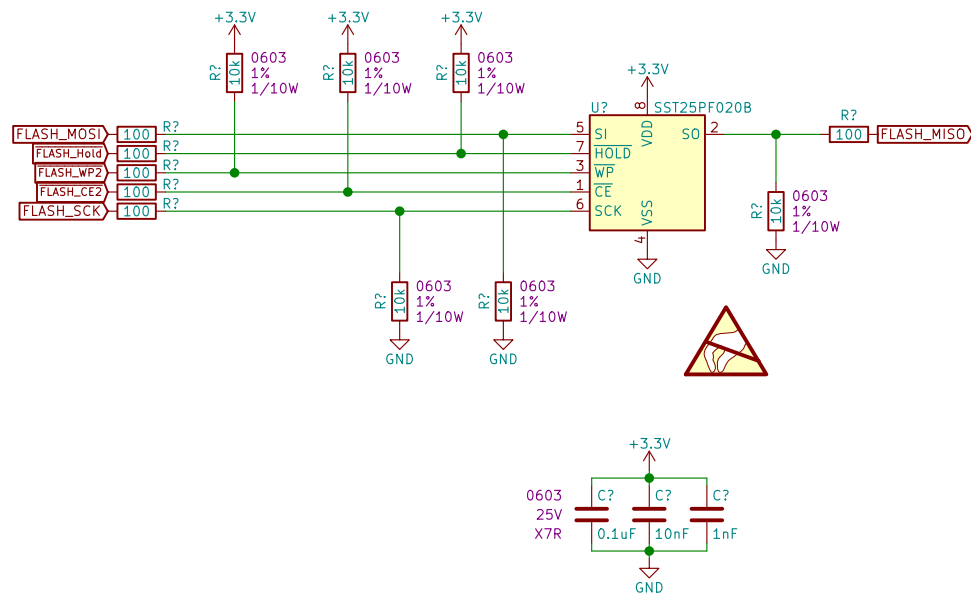 +3.3V
+3.3V
+3.3V
R?
10k
0603
1%
1/10W
R?
10k
0603
1%
1/10W
R?
10k
0603
1%
1/10W
+3.3V
U?
8
SST25PF020B
VDD
FLASH_MOSI
100
R?
5
SI
FLASH_Hold
100
R?
7
HOLD
FLASH_WP2
100
R?
3
WP
FLASH_CE2
100
R?
1
CE
FLASH_SCK
100
R?
6
SCK
SO
2
R?
100
FLASH_MISO
VSS
4
GND
R?
10k
0603
1%
1/10W
GND
R?
10k
0603
1%
1/10W
GND
R?
10k
0603
1%
1/10W
GND
+3.3V
0603
25V
X7R
C?
0.1uF
C?
10nF
C?
1nF
GND